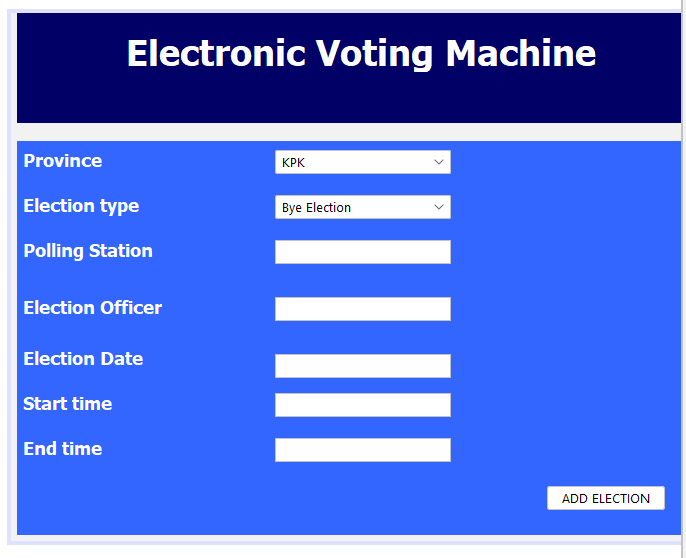 Electronic Voting Machine
Province KPK
Election type Bye Election
Polling Station
Election Officer
Election Date
Start time
End time
ADD ELECTION